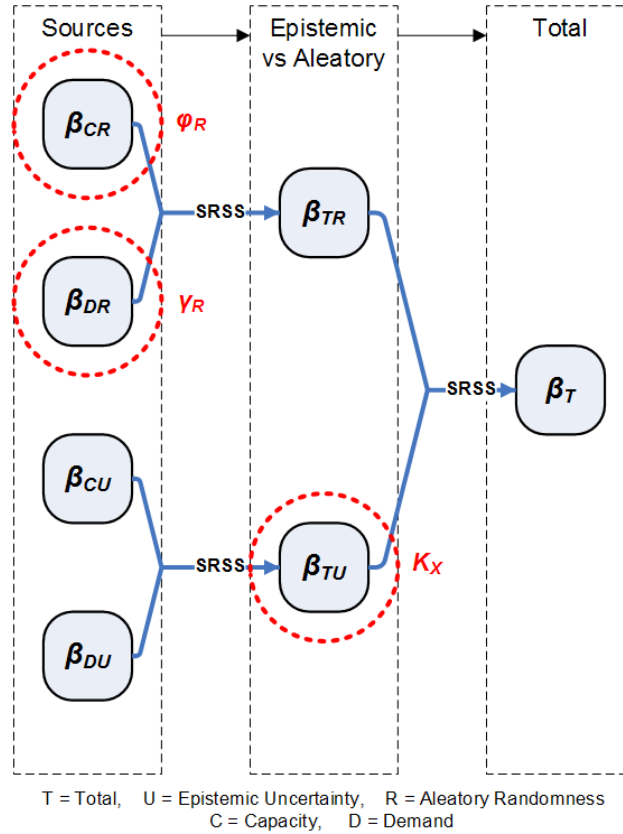 Sources
Epistemic
vs Aleatory
Total
βCR
φR
SRSS
βTR
βDR
γR
SRSS
βT
βCU
SRSS
βTU
KX
βDU
T = Total, U = Epistemic Uncertainty, R = Aleatory Randomness
C = Capacity, D = Demand